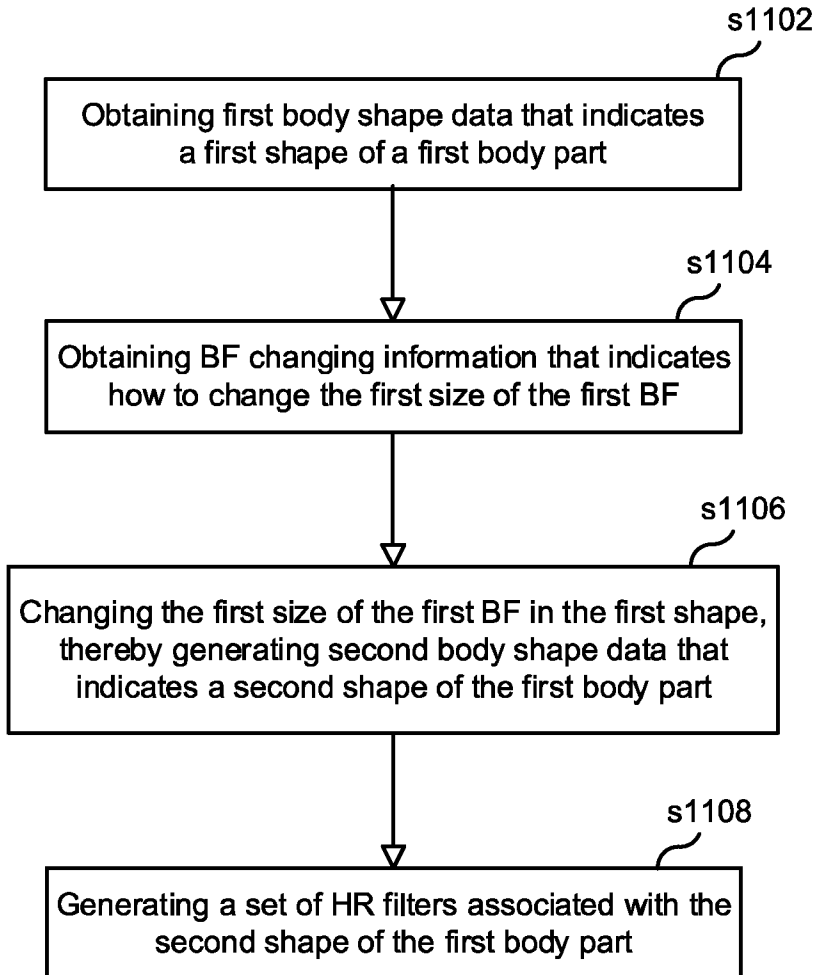 s1102
Obtaining first body shape data that indicates
a first shape of a first body part
s1104
Obtaining BF changing information that indicates
how to change the first size of the first BF
s1106
Changing the first size of the first BF in the first shape,
thereby generating second body shape data that
indicates a second shape of the first body part
s1108
Generating a set of HR filters associated with the
second shape of the first body part